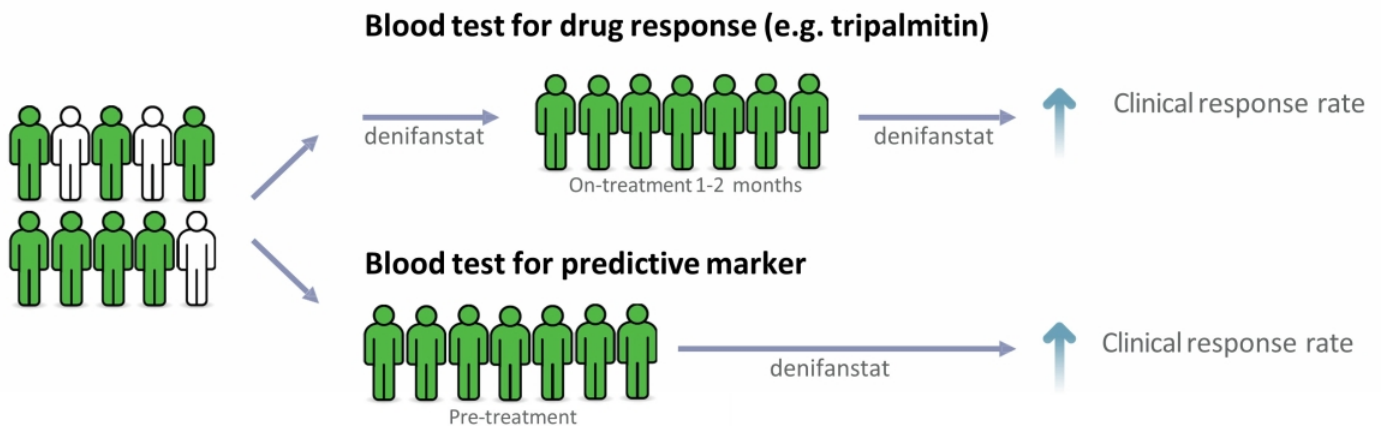 Blood test for drug response (e.g. tripalmitin)
denifanstat
On-treatment 1-2 months
denifanstat
Clinical response rate
Blood test for predictive marker
Pre-treatment
denifanstat
Clinical response rate